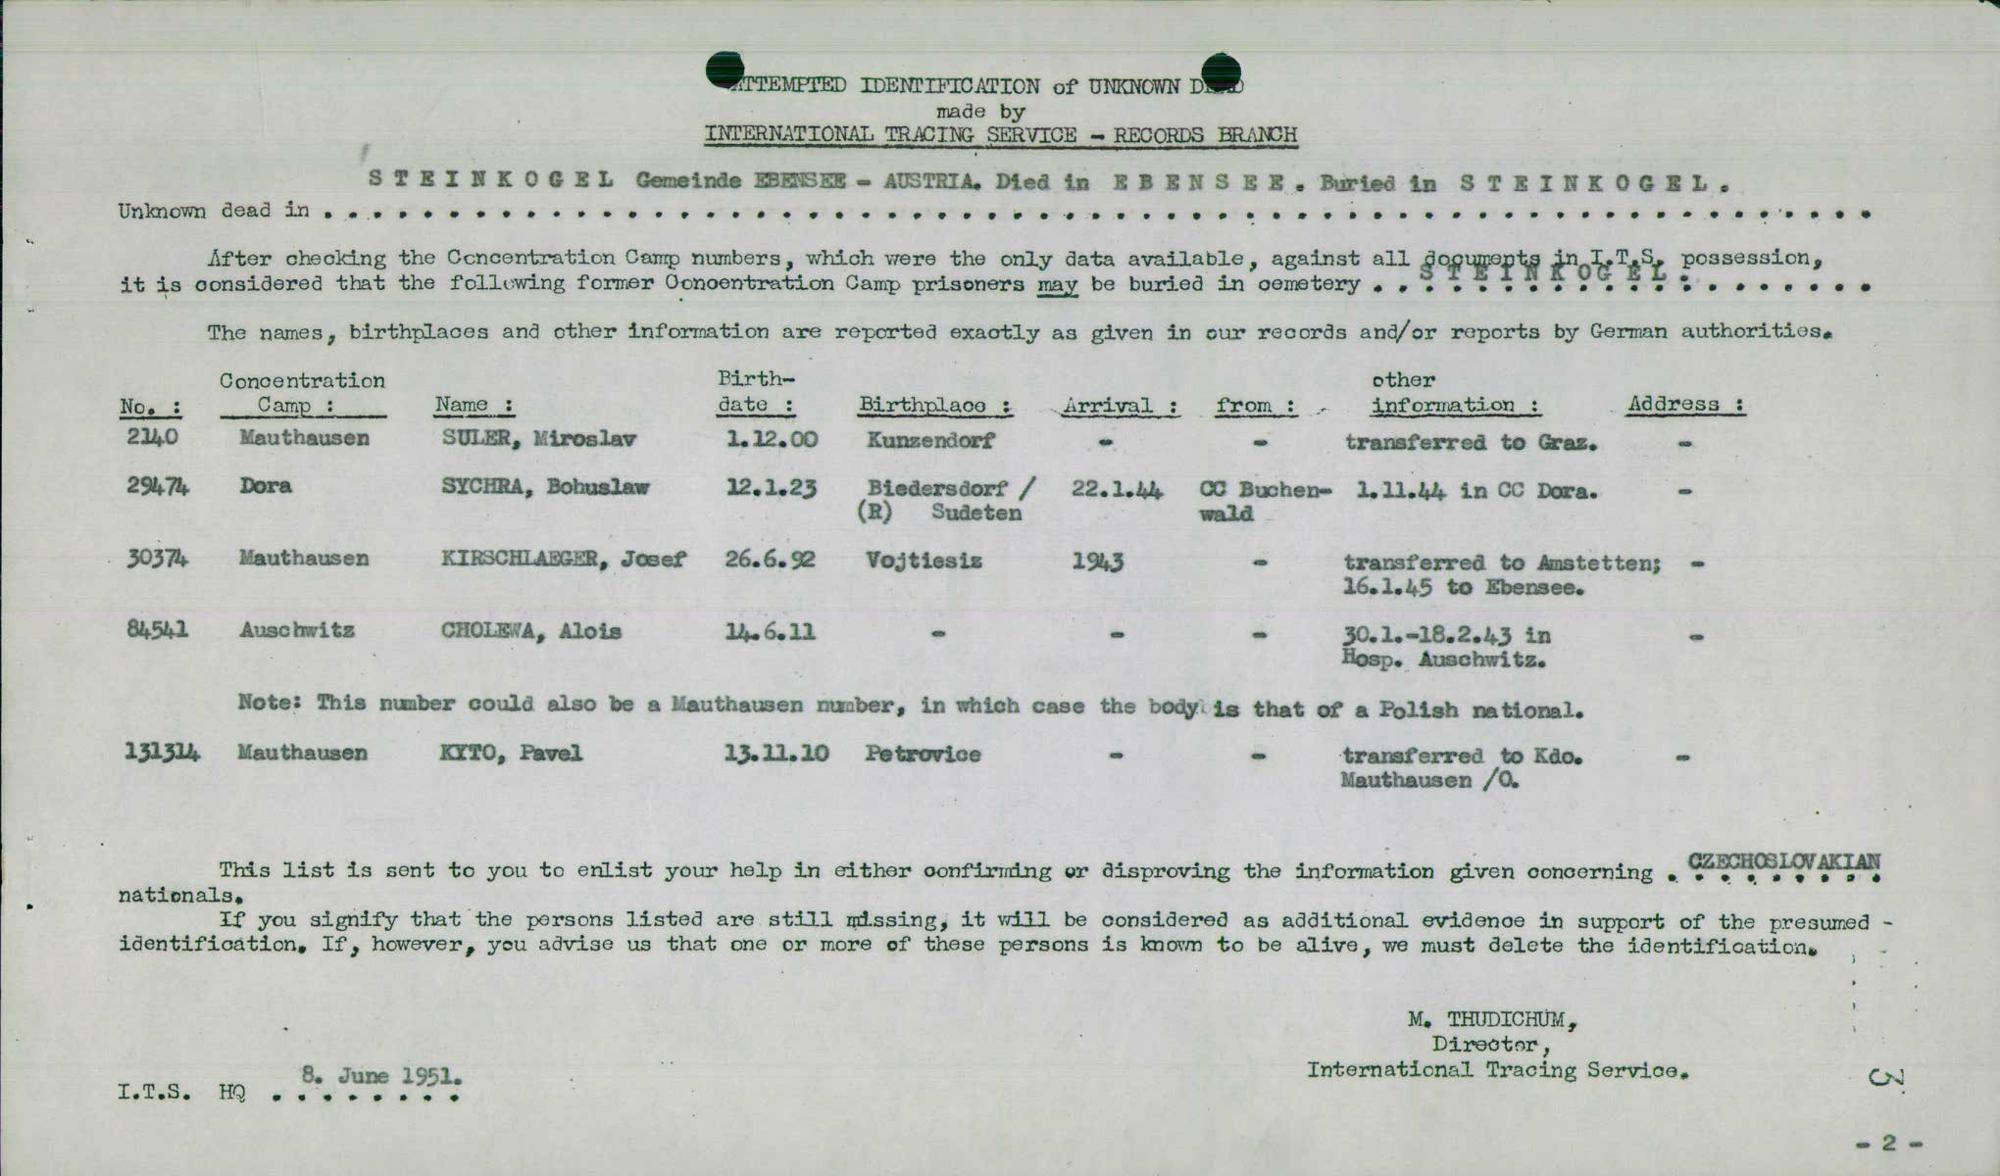 ATTEMPTED IDENTIFICATION of UNKNOWN DEAD
made by
INTERNATIONAL TRACING SERVICE - RECORDS BRANCH
STEINKOGEL Gemeinde EBENSEE - AUSTRIA. Died in EBENSEE. Buried in STEINKOGEL.
Unknown dead in . . . . . . . . . . . . . . . . . . . . . . . . . . . . . . . . . . . . . . . . . . . . . . . . . . . . . . . . . . . .
After checking the Concentration Camp numbers, which were the only data available, against all documents in I.T.S. possession,
STEINKOGEL.
it is considered that the following former Concentration Camp prisoners may be buried in cemetery . . . . . . . . . . . . . . . . . . . .
The names, birthplaces and other information are reported exactly as given in our records and/or reports by German authorities.
Concentration Birth- other
No. : Camp : Name : date : Birthplace : Arrival : from : information : Address :
2140 Mauthausen SULER, Miroslav 1.12.00 Kunzendorf - - transferred to Graz. -
29474 Dora SYCHRA, Bohuslaw 12.1.23 Biedersdorf / 22.1.44 CC Buchen- 1.11.44 in CC Dora. -
(R) Sudeten wald
30374 Mauthausen KIRSCHLAEGER, Josef 26.6.92 Vojtiesiz 1943 - transferred to Amstetten; -
16.1.45 to Ebensee.
84541 Auschwitz CHOLEWA, Alois 14.6.11 - - - 30.1.-18.2.43 in -
Hosp. Auschwitz.
Note: This number could also be a Mauthausen number, in which case the body is that of a Polish national.
131314 Mauthausen KYTO, Pavel 13.11.10 Petrovice - - transferred to Kdo. -
Mauthausen /O.
This list is sent to you to enlist your help in either confirming or disproving the information given concerning . CZECHOSLOVAKIAN
nationals.
If you signify that the persons listed are still missing, it will be considered as additional evidence in support of the presumed -
identification. If, however, you advise us that one or more of these persons is known to be alive, we must delete the identification.
M. THUDICHUM,
Director,
International Tracing Service.
8. June 1951.
I.T.S. HQ . . . . . . . .
3
- 2 -